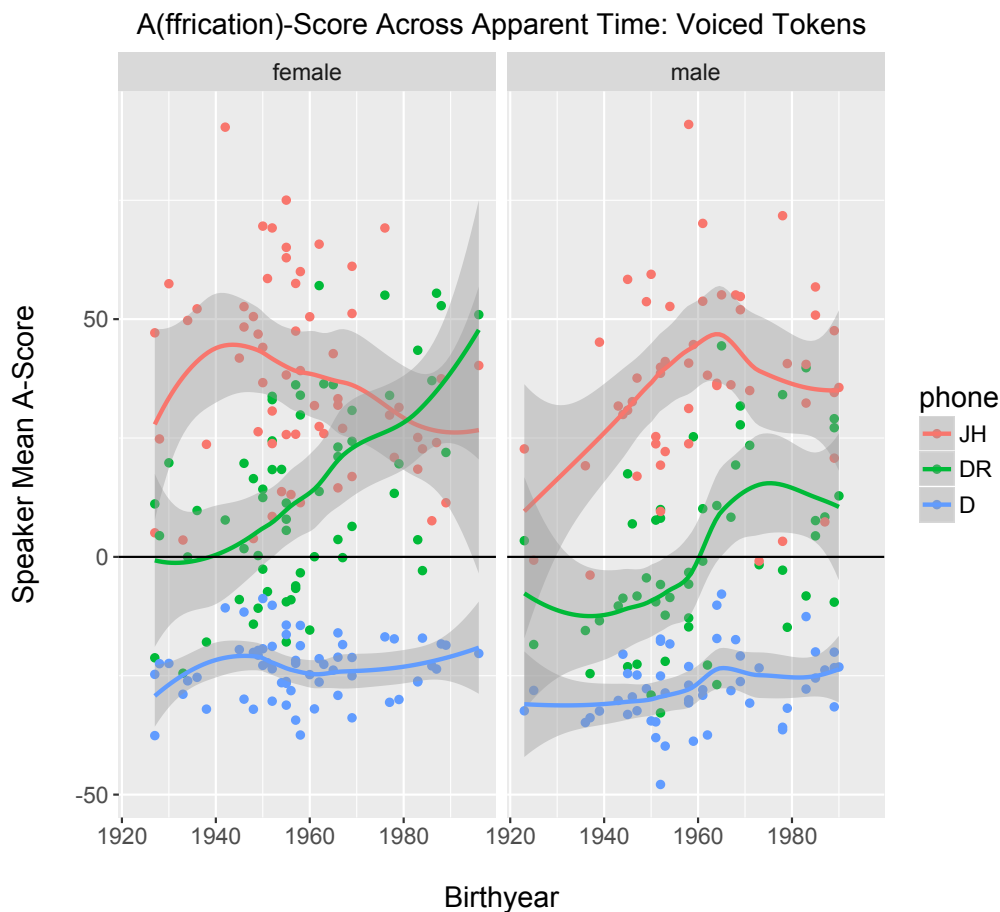 A(ffrication)-Score Across Apparent Time: Voiced Tokens
female
male
Speaker Mean A-Score
50
0
-50
1920 1940 1960 1980 1920 1940 1960 1980
Birthyear
phone
JH
DR
D